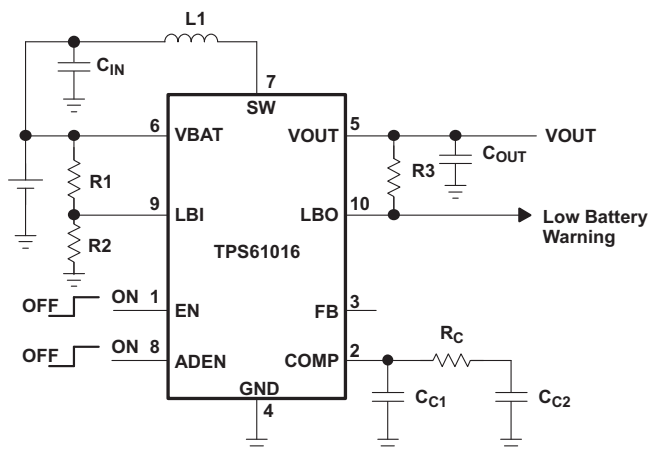 L1
C_IN
7
SW
6 VBAT VOUT 5 VOUT
R1 R3 C_OUT
9 LBI LBO 10 Low Battery
Warning
R2 TPS61016
OFF ON 1 EN FB 3
R_C
OFF ON 8 ADEN COMP 2
GND
4 C_C1 C_C2